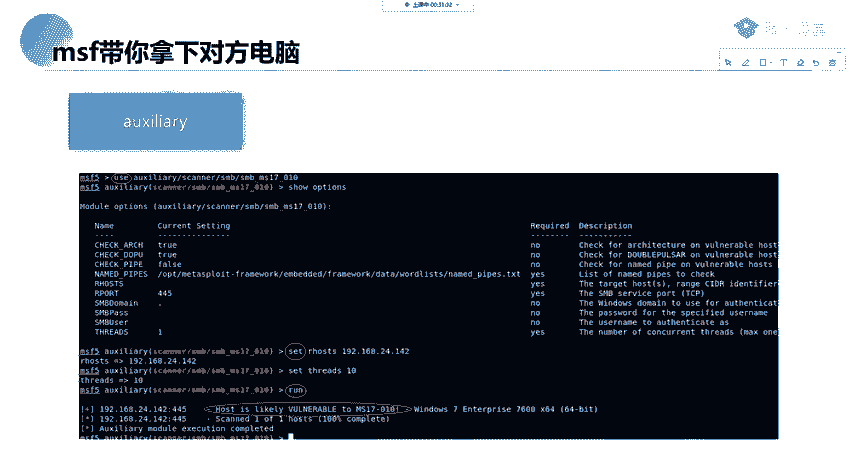 上课中 00:31:02
msf带你拿下对方电脑
auxiliary
msf5 > use auxiliary/scanner/smb/smb_ms17_010
msf5 auxiliary(scanner/smb/smb_ms17_010) > show options
Module options (auxiliary/scanner/smb/smb_ms17_010):
Name Current Setting Required Description
---- --------------- -------- -----------
CHECK_ARCH true no Check for architecture on vulnerable host
CHECK_DOPU true no Check for DOUBLEPULSAR on vulnerable host
CHECK_PIPE false no Check for named pipe on vulnerable hosts
NAMED_PIPES /opt/metasploit-framework/embedded/framework/data/wordlists/named_pipes.txt yes List of named pipes to check
RHOSTS yes The target host(s), range CIDR identifier
RPORT 445 yes The SMB service port (TCP)
SMBDomain . no The Windows domain to use for authenticat
SMBPass no The password for the specified username
SMBUser no The username to authenticate as
THREADS 1 yes The number of concurrent threads (max one
msf5 auxiliary(scanner/smb/smb_ms17_010) > set rhosts 192.168.24.142
rhosts => 192.168.24.142
msf5 auxiliary(scanner/smb/smb_ms17_010) > set threads 10
threads => 10
msf5 auxiliary(scanner/smb/smb_ms17_010) > run
[+] 192.168.24.142:445 - Host is likely VULNERABLE to MS17-010! - Windows 7 Enterprise 7600 x64 (64-bit)
[*] 192.168.24.142:445 - Scanned 1 of 1 hosts (100% complete)
[*] Auxiliary module execution completed
msf5 auxiliary(scanner/smb/smb_ms17_010) >